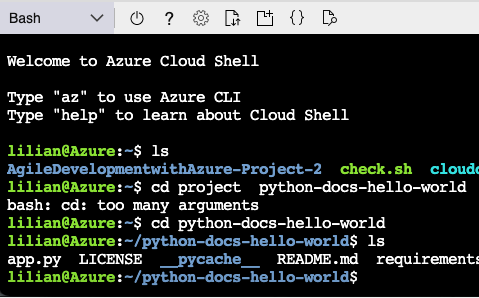 Bash
Welcome to Azure Cloud Shell
Type "az" to use Azure CLI
Type "help" to learn about Cloud Shell
lilian@Azure:~$ ls
AgileDevelopmentwithAzure-Project-2 check.sh
lilian@Azure:~$ cd project python-docs-hello-world
bash: cd: too many arguments
lilian@Azure:~$ cd python-docs-hello-world
lilian@Azure:~/python-docs-hello-world$ ls
app.py LICENSE __pycache__ README.md requirements
lilian@Azure:~/python-docs-hello-world$